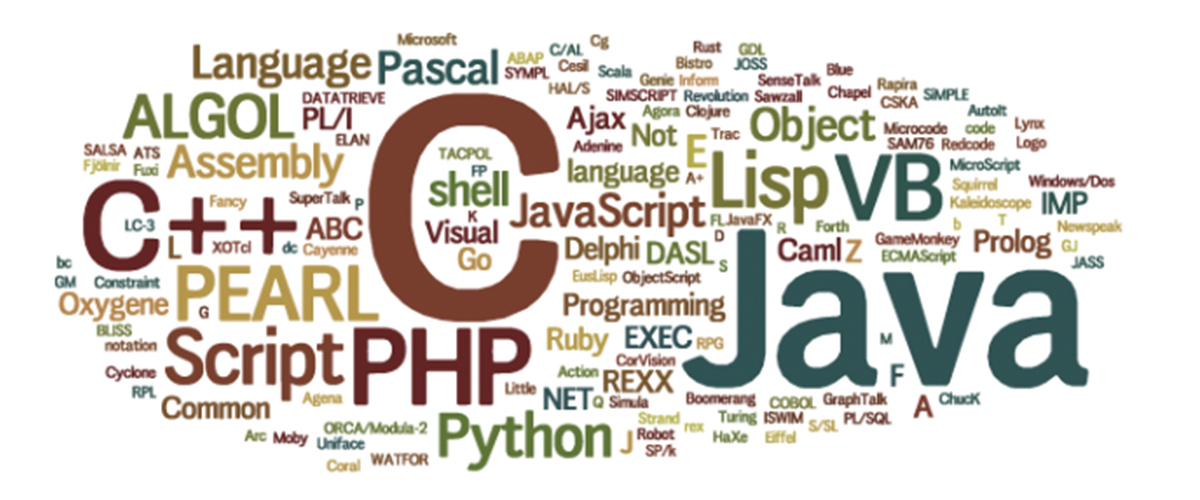 Microsoft
Language Pascal ABAP C/AL Cg
SYMPL Cesil Scala
Rust GDL
Bistro JOSS
Genie Inform
HAL/S
SIMSCRIPT Revolution Sawzall
SenseTalk Blue
Chapel Rapira
CSKA SiMPLE
ALGOL DATATRIEVE
PL/I
ELAN
Ajax Agora Clojure
Not Trac Object
Adenine
AutoIt
Microcode code Lynx
SAM76 Redcode Logo
SALSA ATS
Fjölnir Fuxi
Assembly
C
TACPOL
FP
shell
K
Visual
Go
language E
A+
Lisp VB
MicroScript
Squirrel Windows/Dos
Kaleidoscope IMP
C++
LC-3
Fancy SuperTalk P
ABC
L XOTcl dc Cayenne
JavaScript
FL JavaFX R Forth
b T Newspeak
Delphi DASL D
S
Caml Z GameMonkey
ECMAScript
Prolog GJ
JASS
bc
GM Constraint
Oxygene PEARL
G
EusLisp ObjectScript
Programming
Java
M
F
BLISS
notation
Script PHP
Ruby EXEC RPG
CorVision
Cyclone
RPL
Action REXX
Common Agena
Little NET Q Simula
Boomerang COBOL GraphTalk A ChucK
Arc Moby ORCA/Modula-2
Uniface
Coral WATFOR
Python
J Strand rex
Robot
SP/k
Turing ISWIM S/SL PL/SQL
HaXe Eiffel